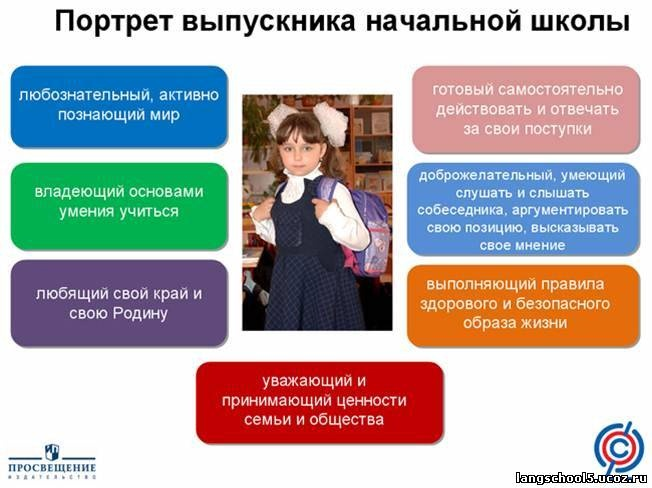 Портрет выпускника начальной школы
любознательный, активно
познающий мир
владеющий основами
умения учиться
любящий свой край и
свою Родину
готовый самостоятельно
действовать и отвечать
за свои поступки
доброжелательный, умеющий
слушать и слышать
собеседника, аргументировать
свою позицию, высказывать
свое мнение
выполняющий правила
здорового и безопасного
образа жизни
уважающий и
принимающий ценности
семьи и общества
ПРОСВЕЩЕНИЕ
ИЗДАТЕЛЬСТВО
langschool5.ucoz.ru